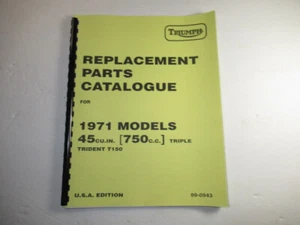 TRIUMPH
REPLACEMENT
PARTS
CATALOGUE
FOR
1971 MODELS
45 CU.IN. [750 C.C.] TRIPLE
TRIDENT T150
U.S.A. EDITION 99-0943